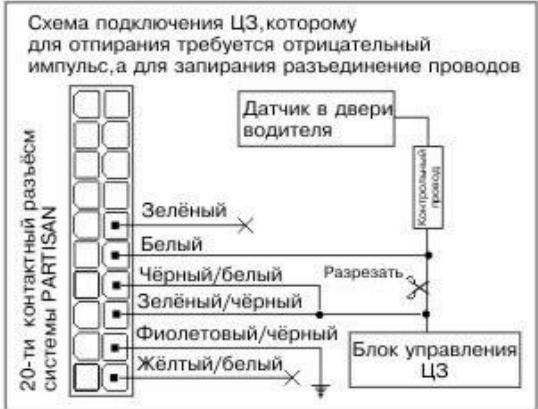 Схема подключения ЦЗ,которому
для отпирания требуется отрицательный
импульс,а для запирания разъединение проводов
Датчик в двери
водителя
Контрольный
провод
20-ти контактный разъёсм
системы PARTISAN
Зелёный
Белый
Чёрный/белый
Разрезать
Зелёный/чёрный
Фиолетовый/чёрный
Жёлтый/белый
Блок управления
ЦЗ